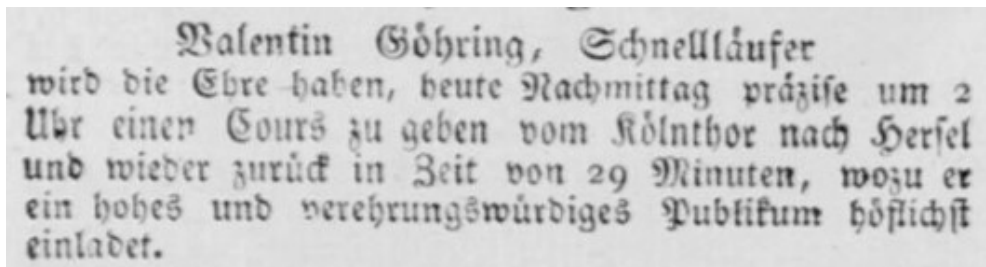 Valentin Göhring, Schnellläufer
wird die Ehre haben, heute Nachmittag präzise um 2
Uhr einen Cours zu geben vom Kölnthor nach Hersel
und wieder zurück in Zeit von 29 Minuten, wozu er
ein hohes und verehrungswürdiges Publikum höflichst
einladet.